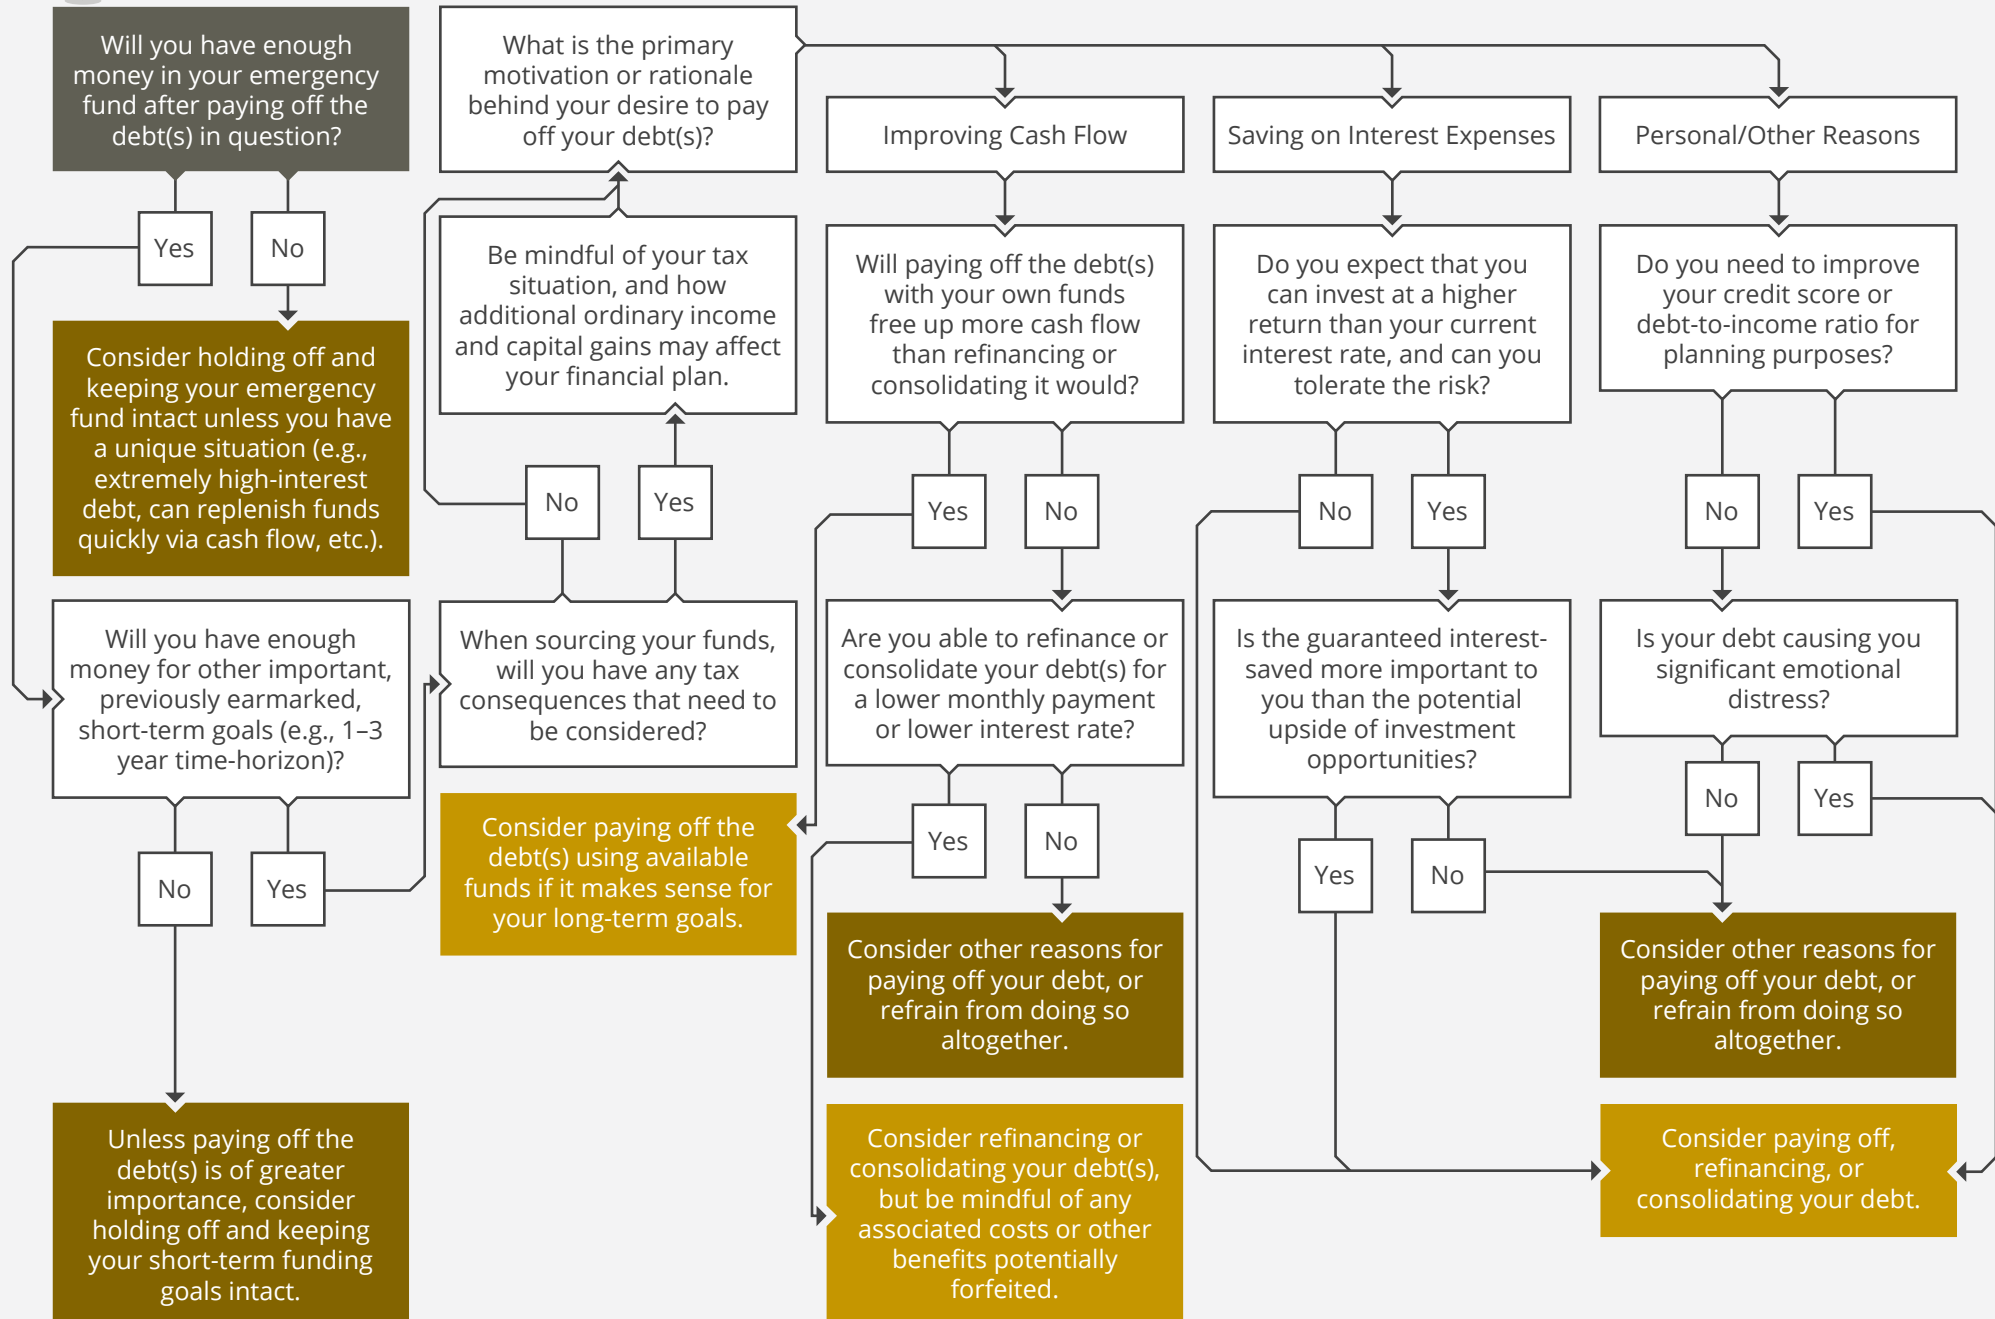 Will you have enough
money in your emergency
fund after paying off the
debt(s) in question?
Yes
No
Consider holding off and
keeping your emergency
fund intact unless you have
a unique situation (e.g.,
extremely high-interest
debt, can replenish funds
quickly via cash flow, etc.).
Will you have enough
money for other important,
previously earmarked,
short-term goals (e.g., 1–3
year time-horizon)?
No
Yes
Unless paying off the
debt(s) is of greater
importance, consider
holding off and keeping
your short-term funding
goals intact.
What is the primary
motivation or rationale
behind your desire to pay
off your debt(s)?
Be mindful of your tax
situation, and how
additional ordinary income
and capital gains may affect
your financial plan.
No
Yes
When sourcing your funds,
will you have any tax
consequences that need to
be considered?
Consider paying off the
debt(s) using available
funds if it makes sense for
your long-term goals.
Improving Cash Flow
Will paying off the debt(s)
with your own funds
free up more cash flow
than refinancing or
consolidating it would?
Yes
No
Are you able to refinance or
consolidate your debt(s) for
a lower monthly payment
or lower interest rate?
Yes
No
Consider other reasons for
paying off your debt, or
refrain from doing so
altogether.
Consider refinancing or
consolidating your debt(s),
but be mindful of any
associated costs or other
benefits potentially
forfeited.
Saving on Interest Expenses
Do you expect that you
can invest at a higher
return than your current
interest rate, and can you
tolerate the risk?
No
Yes
Is the guaranteed interest-
saved more important to
you than the potential
upside of investment
opportunities?
Yes
No
Personal/Other Reasons
Do you need to improve
your credit score or
debt-to-income ratio for
planning purposes?
No
Yes
Is your debt causing you
significant emotional
distress?
No
Yes
Consider other reasons for
paying off your debt, or
refrain from doing so
altogether.
Consider paying off,
refinancing, or
consolidating your debt.